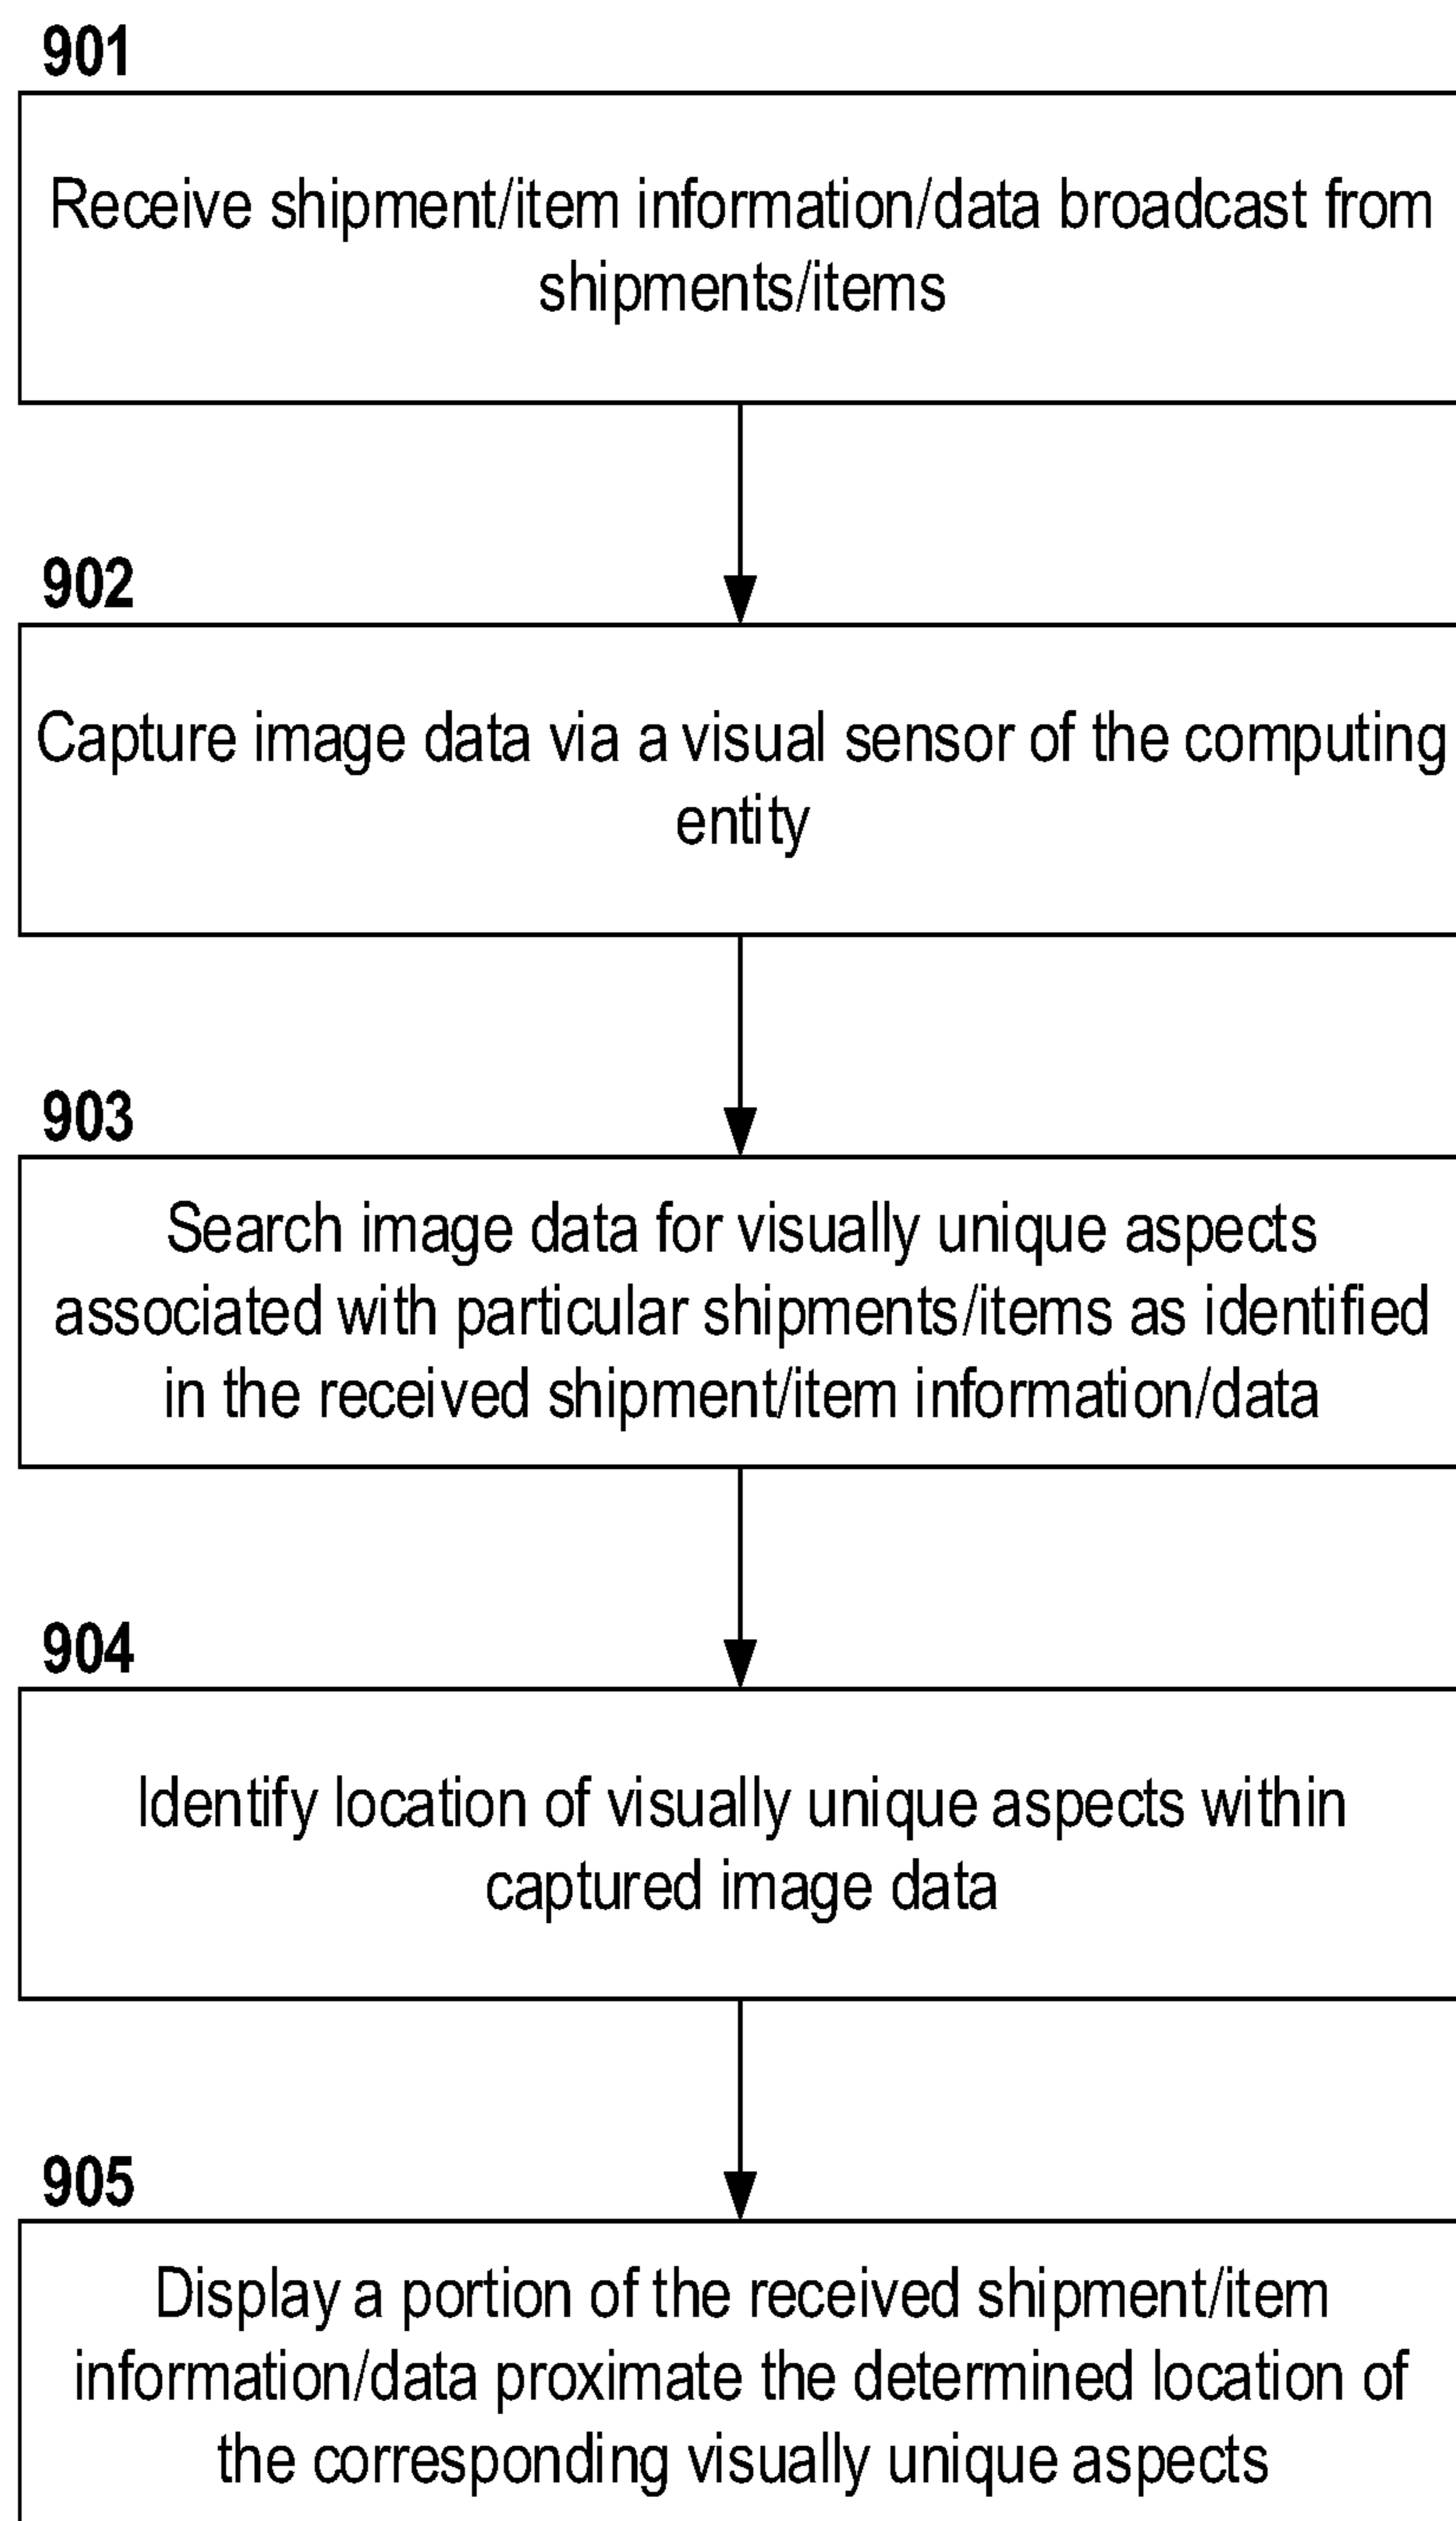 901
Receive shipment/item information/data broadcast from
shipments/items
902
Capture image data via a visual sensor of the computing
entity
903
Search image data for visually unique aspects
associated with particular shipments/items as identified
in the received shipment/item information/data
904
Identify location of visually unique aspects within
captured image data
905
Display a portion of the received shipment/item
information/data proximate the determined location of
the corresponding visually unique aspects